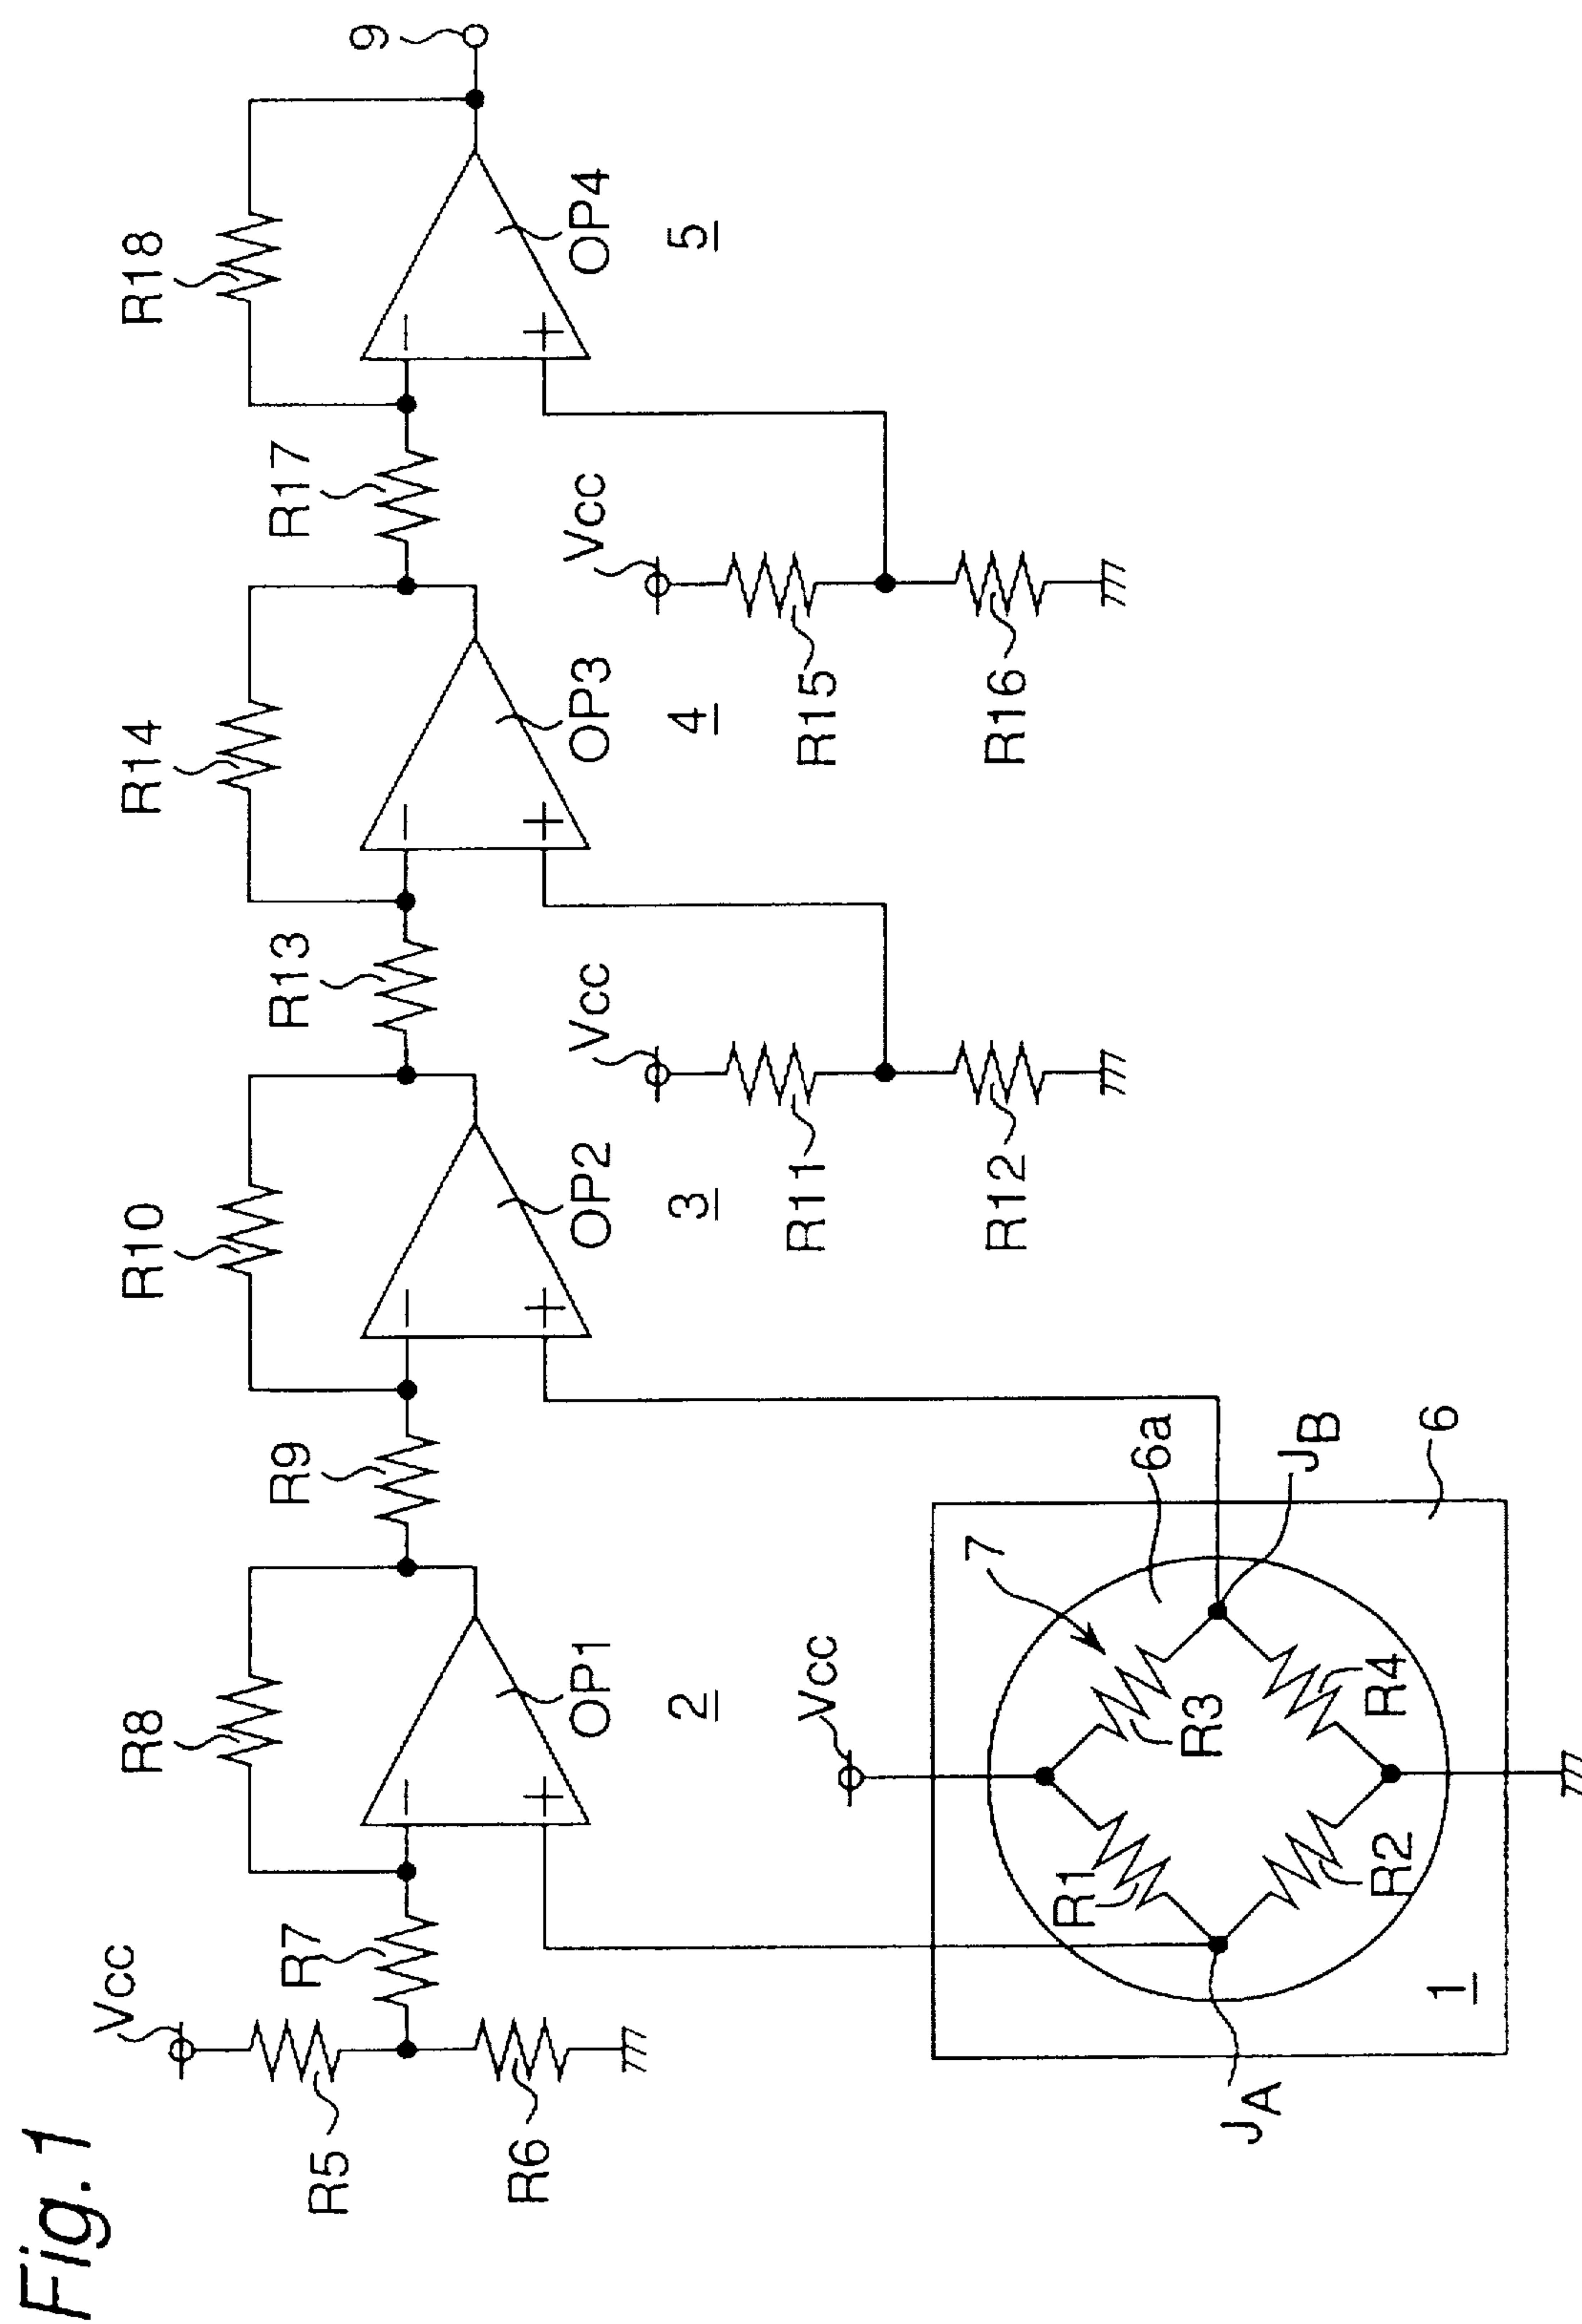 Fig.1
Vcc
R5
R6
R7
R8
OP1
2
R9
R10
OP2
3
R13
R14
OP3
4
R17
R18
OP4
5
9
Vcc
R11
R12
Vcc
R15
R16
Vcc
7
6a
JB
6
R1
R3
R2
R4
JA
1
− + − + − + − +